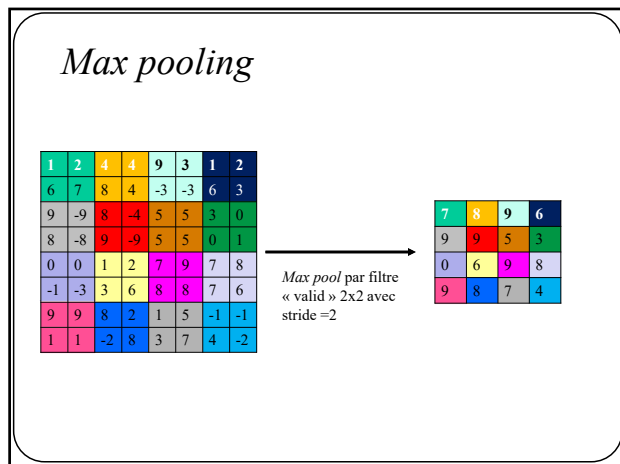 Max pooling
1 2 4 4 9 3 1 2
6 7 8 4 -3 -3 6 3
9 -9 8 -4 5 5 3 0
8 -8 9 -9 5 5 0 1
0 0 1 2 7 9 7 8
-1 -3 3 6 8 8 7 6
9 9 8 2 1 5 -1 -1
1 1 -2 8 3 7 4 -2
Max pool par filtre
« valid » 2x2 avec
stride =2
7 8 9 6
9 9 5 3
0 6 9 8
9 8 7 4